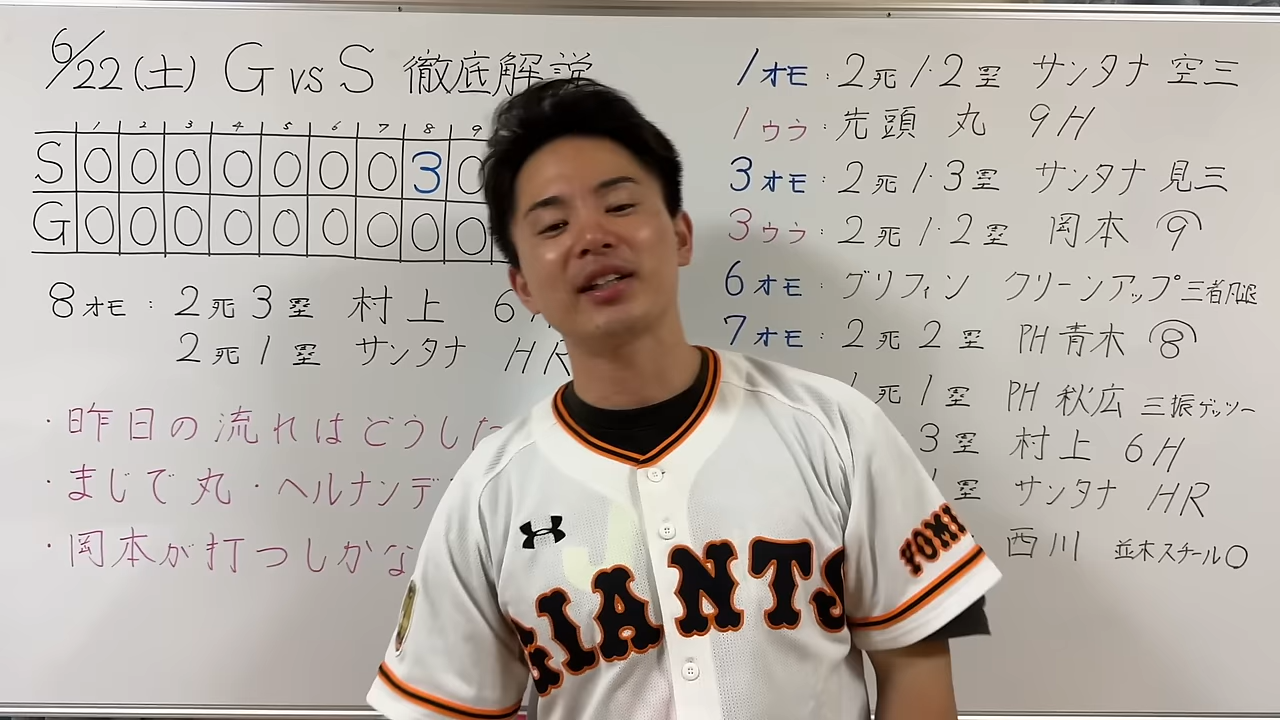 6/22(土) G vs S 徹底解説
1 2 3 4 5 6 7 8 9
S 0 0 0 0 0 0 0 3 0
G 0 0 0 0 0 0 0 0 0
8オモ：2死3塁 村上 6
2死1塁 サンタナ HR
・昨日の流れはどうした
・まじで丸・ヘルナンデ
・岡本が打つしかな
1オモ：2死1・2塁 サンタナ 空三
1ウラ：先頭 丸 9H
3オモ：2死1・3塁 サンタナ 見三
3ウラ：2死1・2塁 岡本 9
6オモ：グリフィン クリーンアップ三者凡退
7オモ：2死2塁 PH青木 8
1死1塁 PH秋広 三振ゲッツー
3塁 村上 6H
塁 サンタナ HR
西川 並木スチール○
GIANTS
YOMI